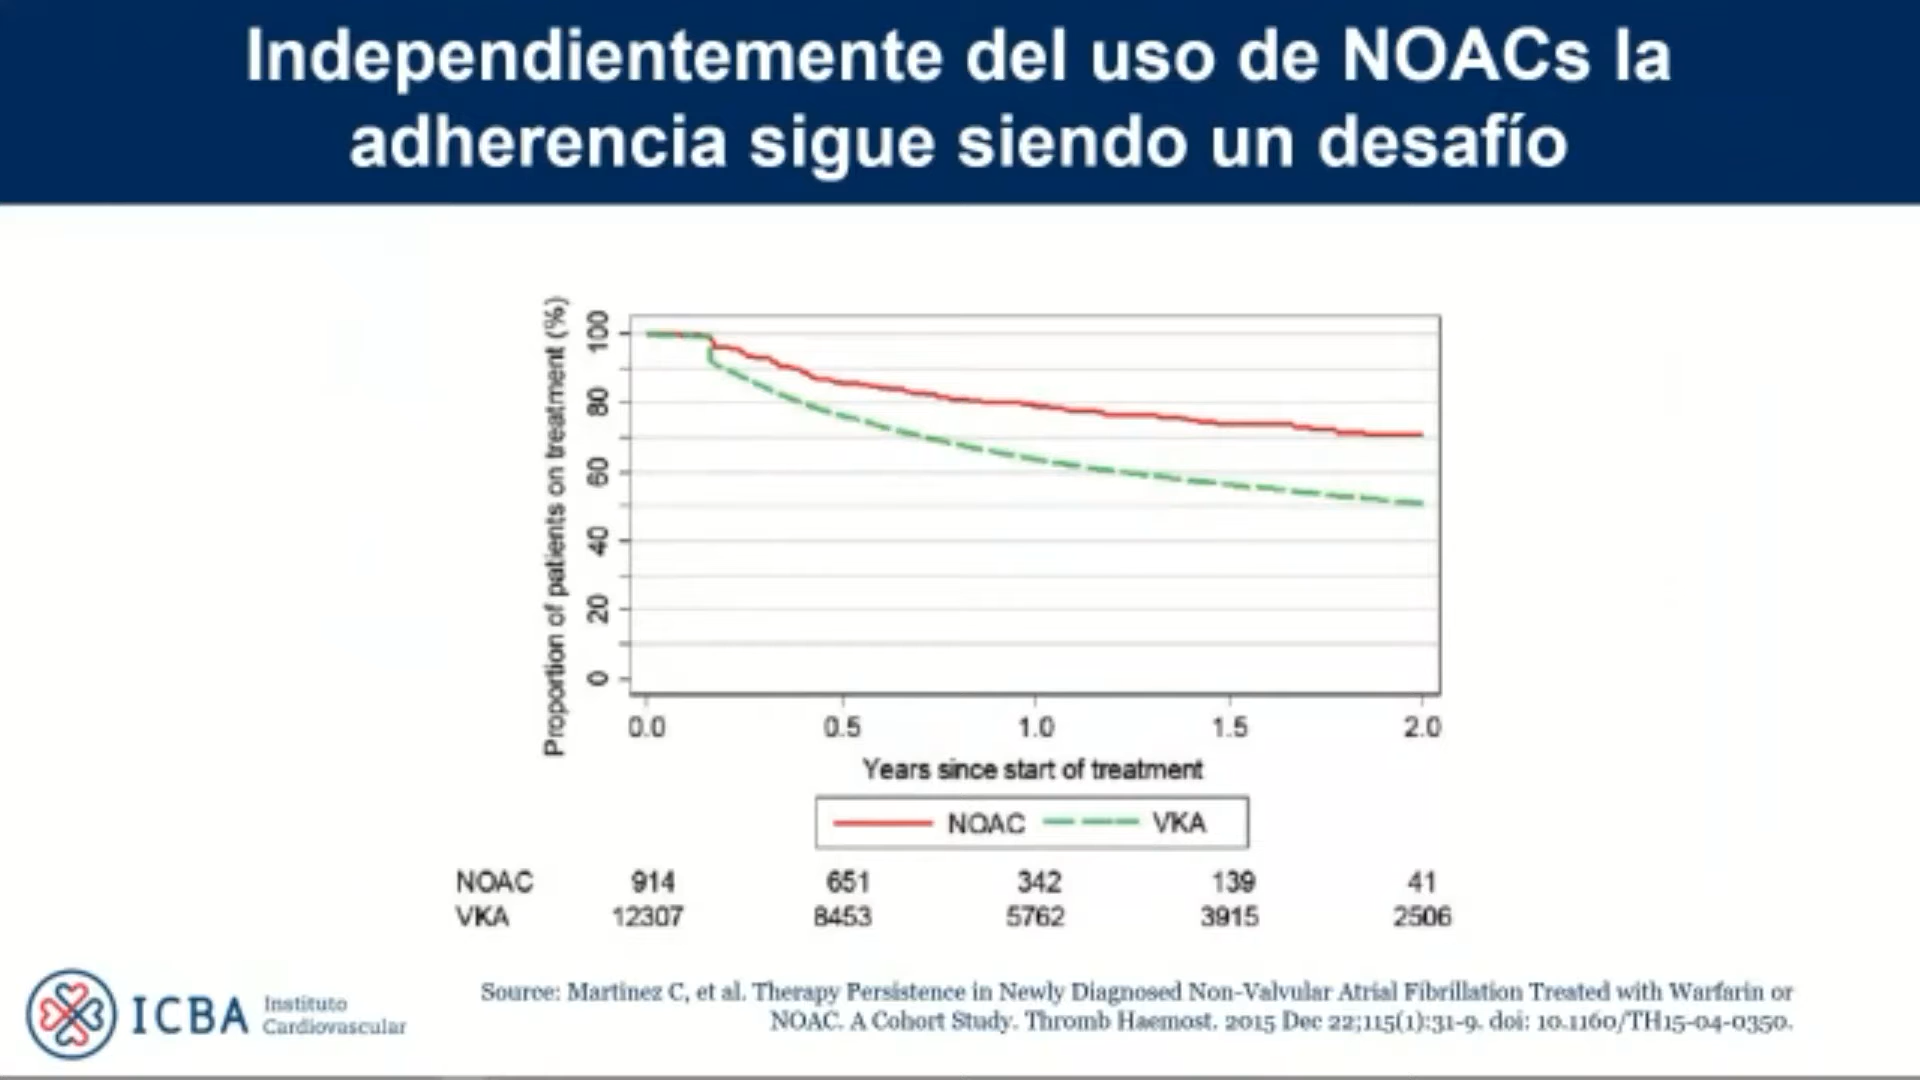 Independientemente del uso de NOACs la
adherencia sigue siendo un desafío
Proportion of patients on treatment (%)
100
80
60
40
20
0
0.0 0.5 1.0 1.5 2.0
Years since start of treatment
NOAC VKA
NOAC 914 651 342 139 41
VKA 12307 8453 5762 3915 2506
ICBA Instituto
Cardiovascular
Source: Martinez C, et al. Therapy Persistence in Newly Diagnosed Non-Valvular Atrial Fibrillation Treated with Warfarin or
NOAC. A Cohort Study. Thromb Haemost. 2015 Dec 22;115(1):31-9. doi: 10.1160/TH15-04-0350.